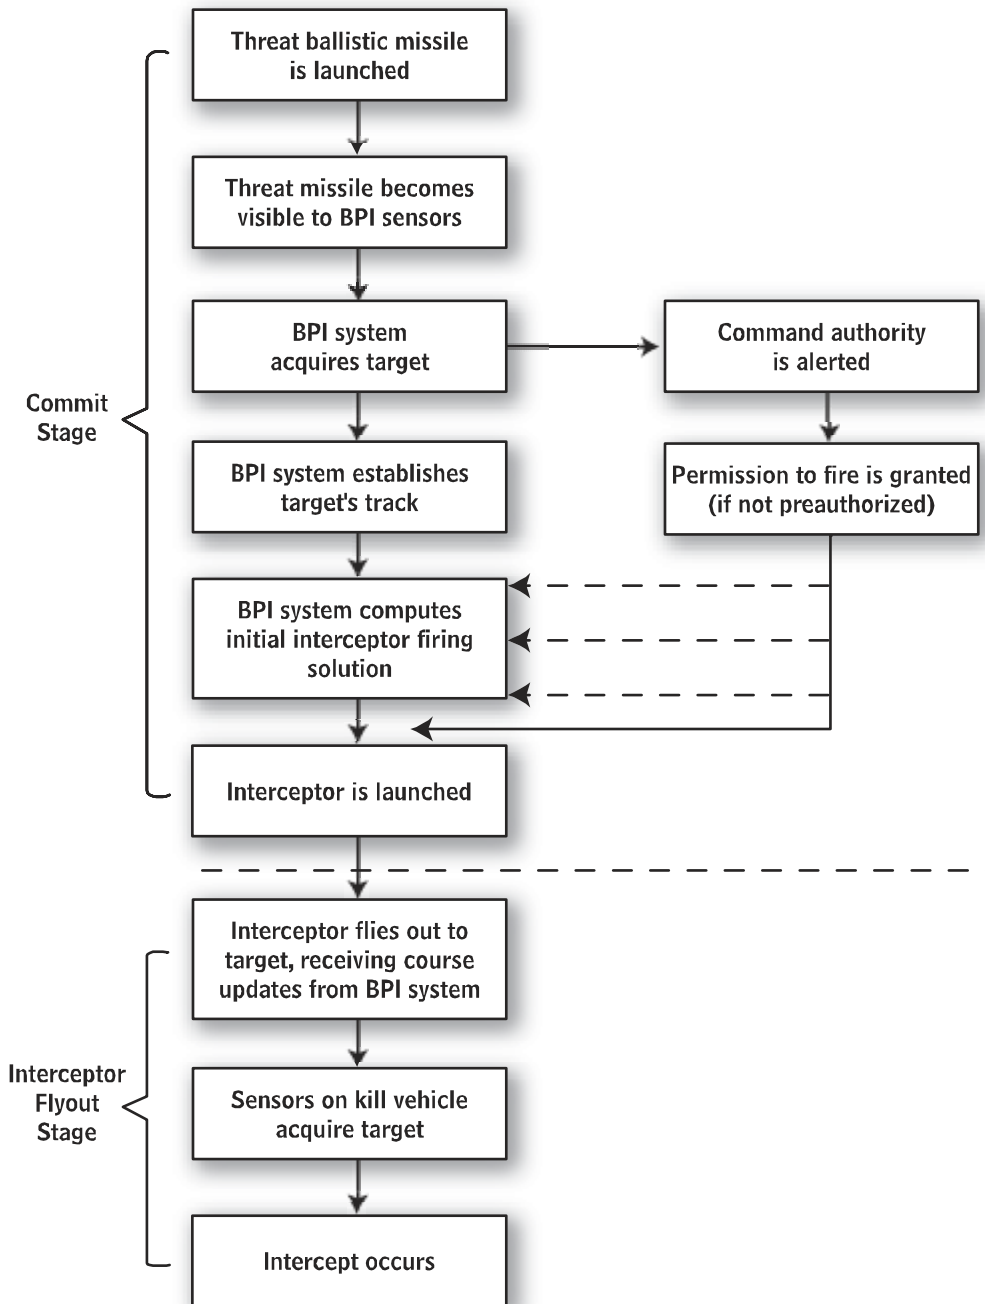 Threat ballistic missile
is launched
Threat missile becomes
visible to BPI sensors
BPI system
acquires target
Command authority
is alerted
Commit
Stage
BPI system establishes
target's track
Permission to fire is granted
(if not preauthorized)
BPI system computes
initial interceptor firing
solution
Interceptor is launched
Interceptor flies out to
target, receiving course
updates from BPI system
Interceptor
Flyout
Stage
Sensors on kill vehicle
acquire target
Intercept occurs